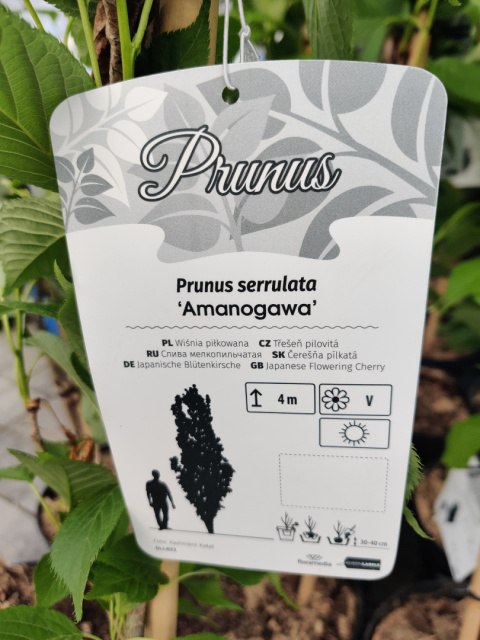 Prunus
Prunus serrulata
‘Amanogawa’
PL Wiśnia piłkowana CZ Třešeň pilovitá
RU Слива мелкопильчатая SK Čerešňa pílkatá
DE Japanische Blütenkirsche GB Japanese Flowering Cherry
4 m
V
30-40 cm